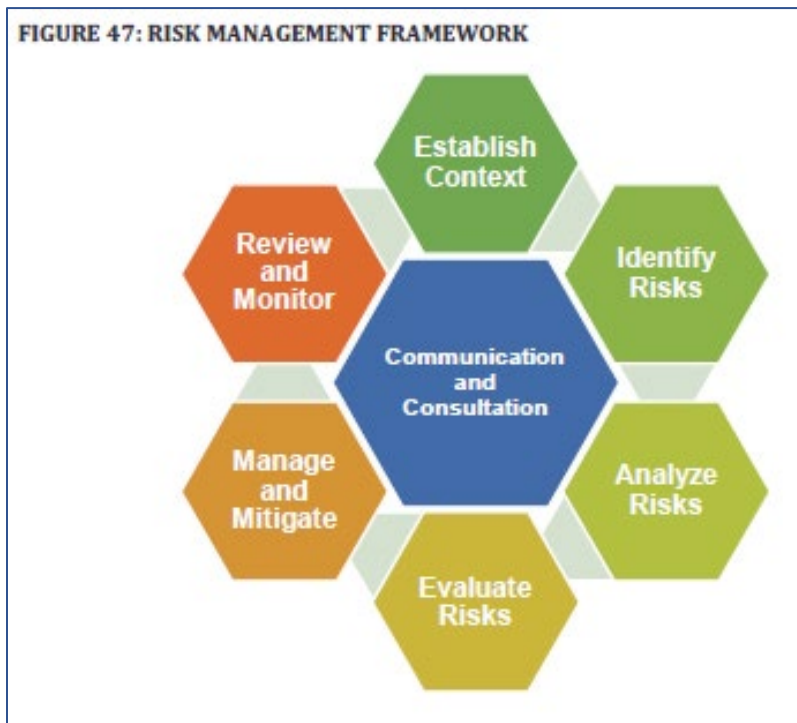 FIGURE 47: RISK MANAGEMENT FRAMEWORK
Establish
Context
Identify
Risks
Analyze
Risks
Evaluate
Risks
Manage
and
Mitigate
Review
and
Monitor
Communication
and
Consultation